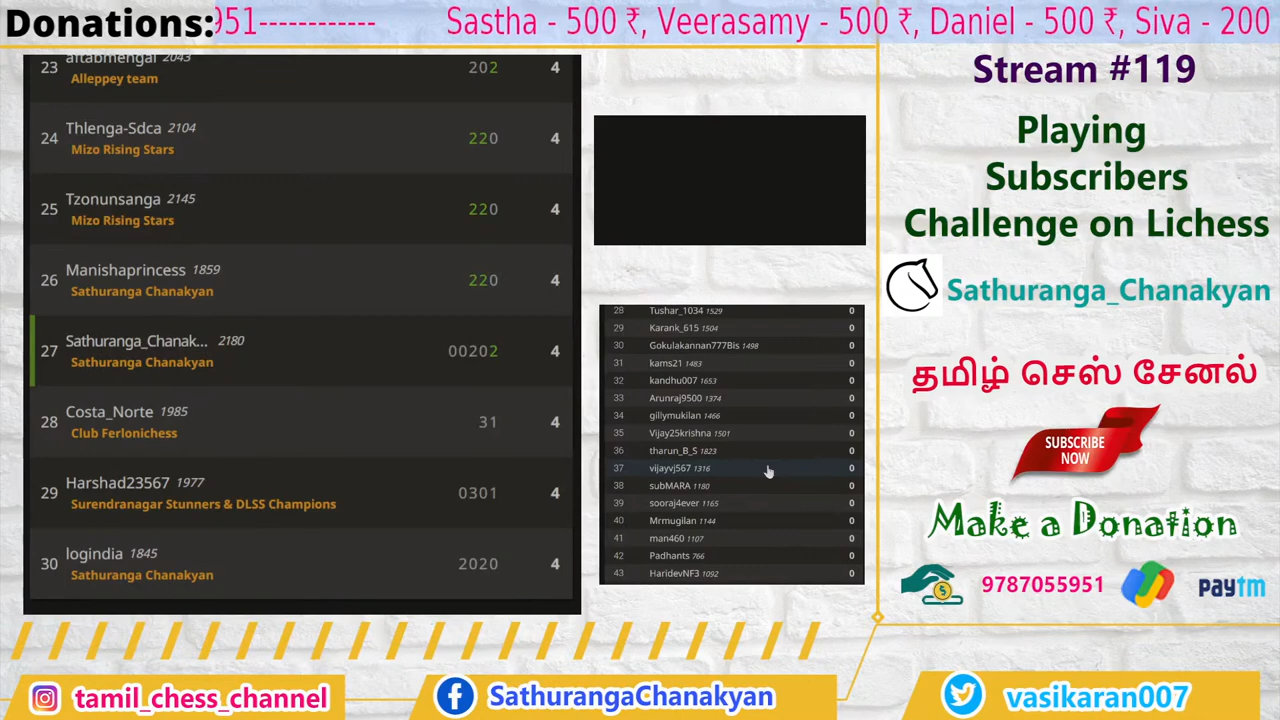 Donations:
951------------ Sastha - 500 ₹, Veerasamy - 500 ₹, Daniel - 500 ₹, Siva - 200
23 aftabmengal 2043 202 4
Alleppey team
24 Thlenga-Sdca 2104 220 4
Mizo Rising Stars
25 Tzonunsanga 2145 220 4
Mizo Rising Stars
26 Manishaprincess 1859 220 4
Sathuranga Chanakyan
27 Sathuranga_Chanak... 2180 00202 4
Sathuranga Chanakyan
28 Costa_Norte 1985 31 4
Club Ferlonichess
29 Harshad23567 1977 0301 4
Surendranagar Stunners & DLSS Champions
30 logindia 1845 2020 4
Sathuranga Chanakyan
28 Tushar_1034 1529 0
29 Karank_615 1504 0
30 Gokulakannan777Bis 1498 0
31 kams21 1483 0
32 kandhu007 1653 0
33 Arunraj9500 1374 0
34 gillymukilan 1466 0
35 Vijay25krishna 1501 0
36 tharun_B_S 1823 0
37 vijayvj567 1316 0
38 subMARA 1180 0
39 sooraj4ever 1165 0
40 Mrmugilan 1144 0
41 man460 1107 0
42 Padhants 766 0
43 HaridevNF3 1092 0
Stream #119
Playing
Subscribers
Challenge on Lichess
Sathuranga_Chanakyan
தமிழ் செஸ் சேனல்
SUBSCRIBE
NOW
Make a Donation
$ 9787055951 paytm
tamil_chess_channel
SathurangaChanakyan
vasikaran007